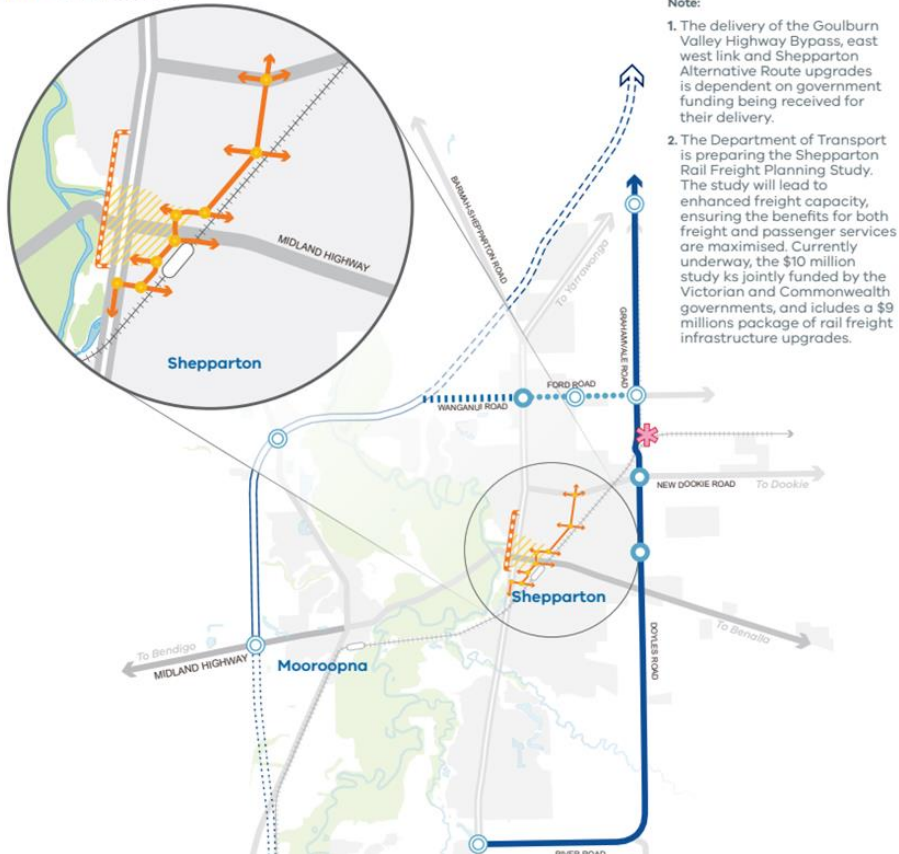 Note:
1. The delivery of the Goulburn
Valley Highway Bypass, east
west link and Shepparton
Alternative Route upgrades
is dependent on government
funding being received for
their delivery.
2. The Department of Transport
is preparing the Shepparton
Rail Freight Planning Study.
The study will lead to
enhanced freight capacity,
ensuring the benefits for both
freight and passenger services
are maximised. Currently
underway, the $10 million
study ks jointly funded by the
Victorian and Commonwealth
governments, and icludes a $9
millions package of rail freight
infrastructure upgrades.
MIDLAND HIGHWAY
Shepparton
BARMAH-SHEPPARTON ROAD
To Yarrawonga
GRAHAMVALE ROAD
FORD ROAD
WANGANUI ROAD
NEW DOOKIE ROAD
To Dookie
Shepparton
To Benalla
DOYLES ROAD
To Bendigo
MIDLAND HIGHWAY
Mooroopna
RIVER ROAD